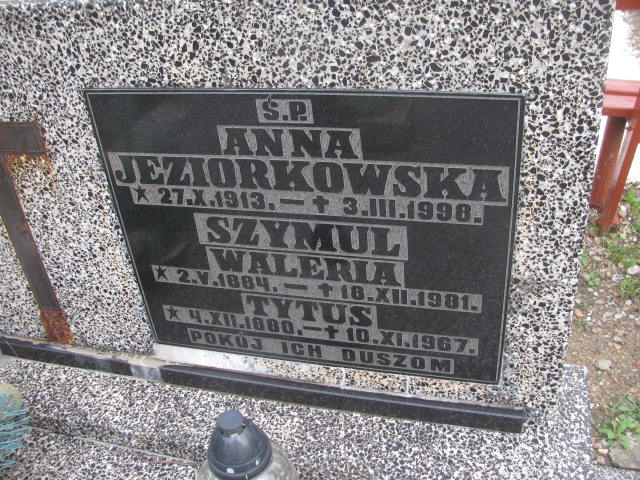 Ś.P.
ANNA
JEZIORKOWSKA
* 27.X.1913. — † 3.III.1998.
SZYMUL
WALERIA
* 2.V.1884. — † 18.XII.1981.
TYTUS
* 4.XII.1880. — † 10.XI.1967.
POKÓJ ICH DUSZOM